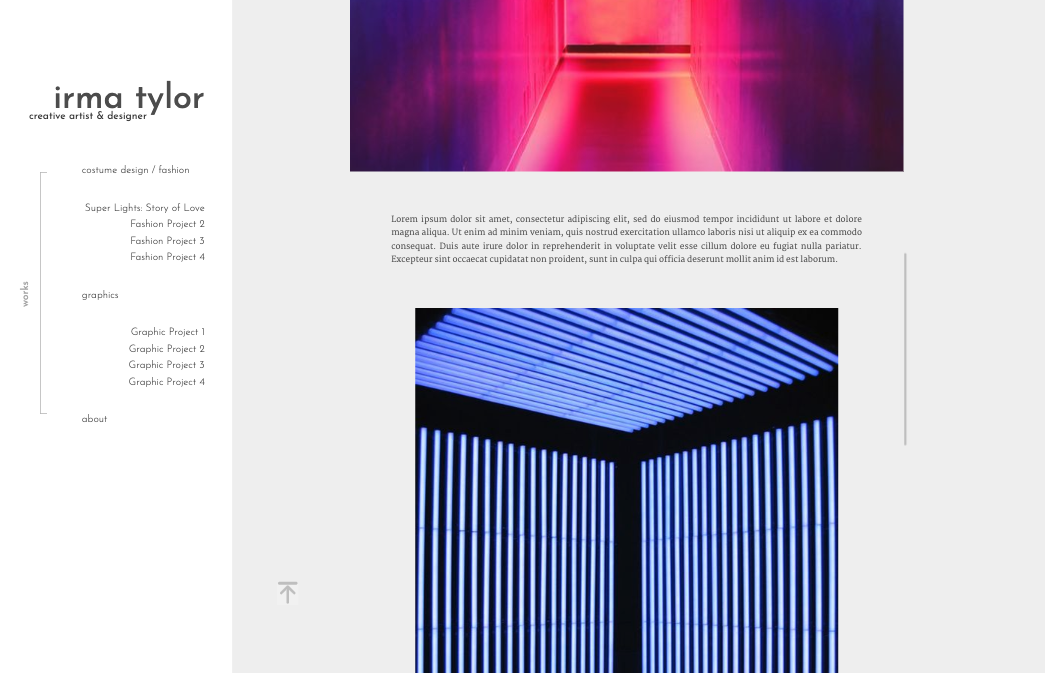 irma tylor
creative artist & designer
costume design / fashion
Super Lights: Story of Love
Fashion Project 2
Fashion Project 3
Fashion Project 4
works
graphics
Graphic Project 1
Graphic Project 2
Graphic Project 3
Graphic Project 4
about
Lorem ipsum dolor sit amet, consectetur adipiscing elit, sed do eiusmod tempor incididunt ut labore et dolore
magna aliqua. Ut enim ad minim veniam, quis nostrud exercitation ullamco laboris nisi ut aliquip ex ea commodo
consequat. Duis aute irure dolor in reprehenderit in voluptate velit esse cillum dolore eu fugiat nulla pariatur.
Excepteur sint occaecat cupidatat non proident, sunt in culpa qui officia deserunt mollit anim id est laborum.